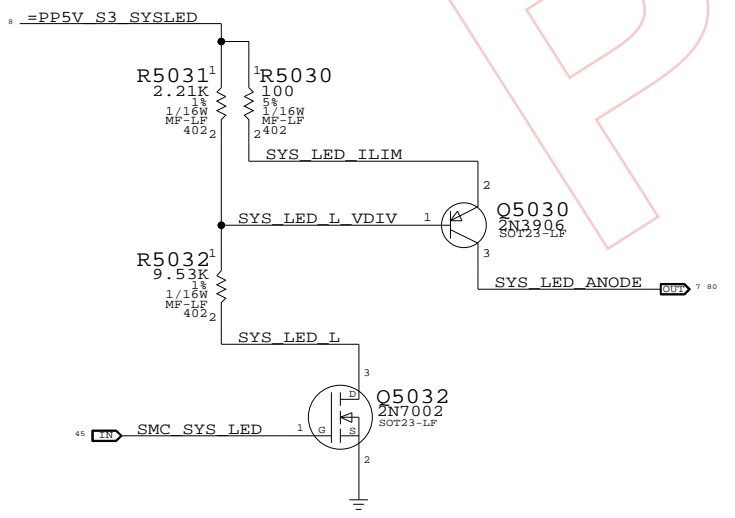 8 =PP5V_S3_SYSLED
R5031 1
2.21K
1%
1/16W
MF-LF
402 2
1 R5030
100
5%
1/16W
MF-LF
2 402
SYS_LED_ILIM
2
Q5030
2N3906
SOT23-LF
SYS_LED_L_VDIV 1
3
R5032 1
9.53K
1%
1/16W
MF-LF
402 2
SYS_LED_ANODE OUT 7 80
SYS_LED_L
3
D
Q5032
2N7002
SOT23-LF
45 IN SMC_SYS_LED 1 G S
2
P